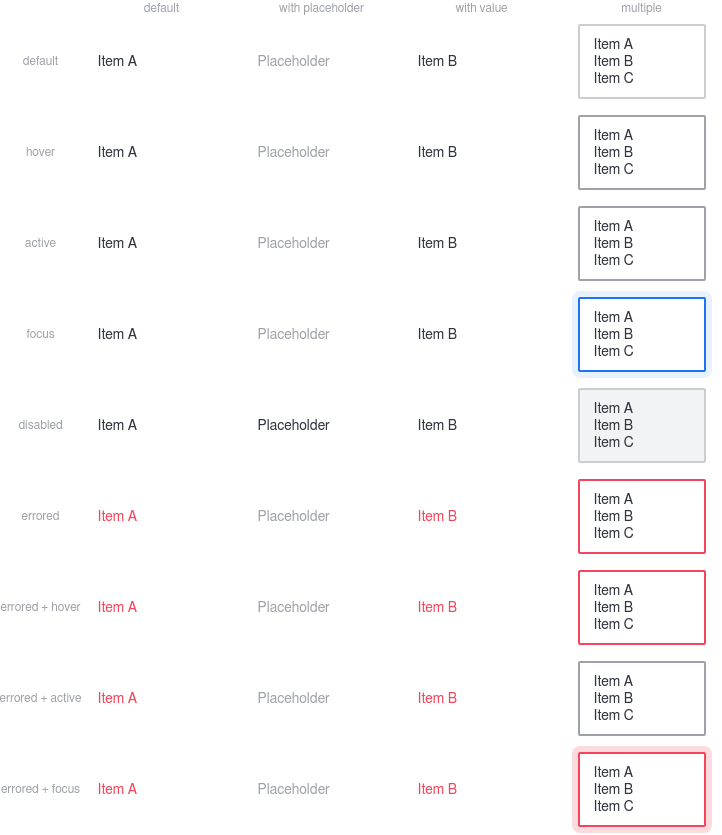 default with placeholder with value multiple
default Item A Placeholder Item B Item A
Item B
Item C
hover Item A Placeholder Item B Item A
Item B
Item C
active Item A Placeholder Item B Item A
Item B
Item C
focus Item A Placeholder Item B Item A
Item B
Item C
disabled Item A Placeholder Item B Item A
Item B
Item C
errored Item A Placeholder Item B Item A
Item B
Item C
errored + hover Item A Placeholder Item B Item A
Item B
Item C
errored + active Item A Placeholder Item B Item A
Item B
Item C
errored + focus Item A Placeholder Item B Item A
Item B
Item C